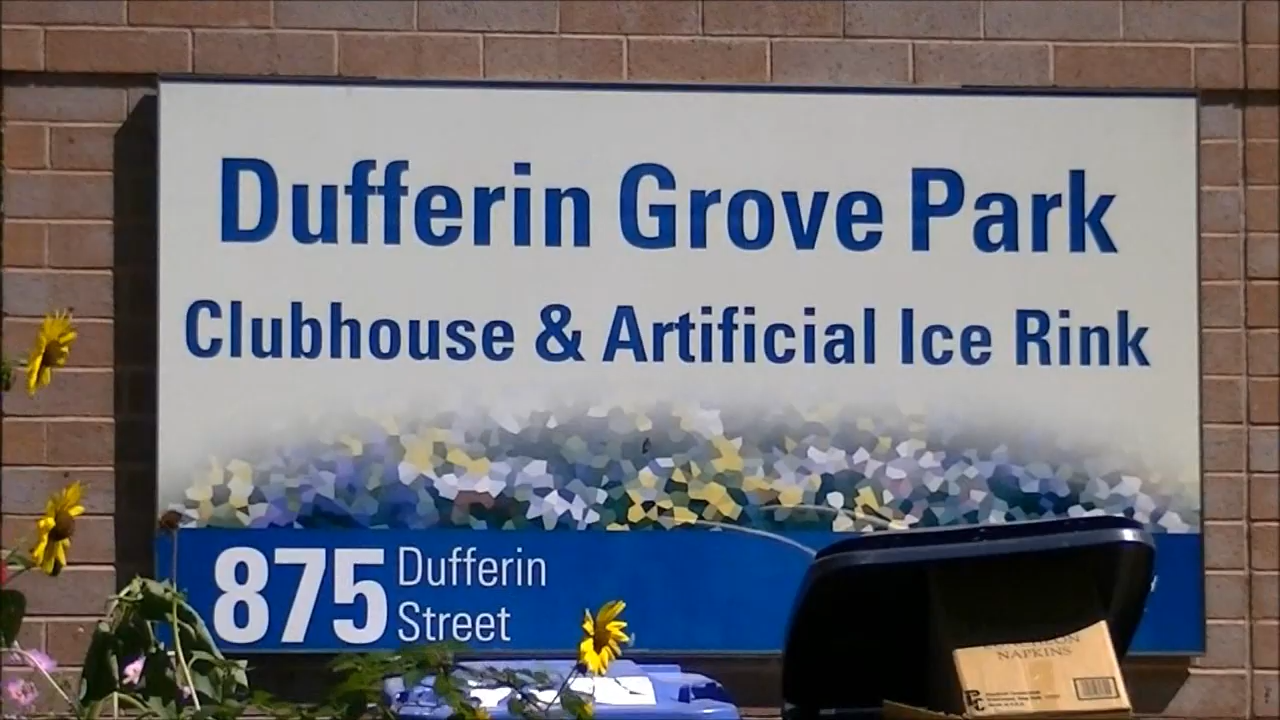 Dufferin Grove Park
Clubhouse & Artificial Ice Rink
875 Dufferin
Street
NAPKINS